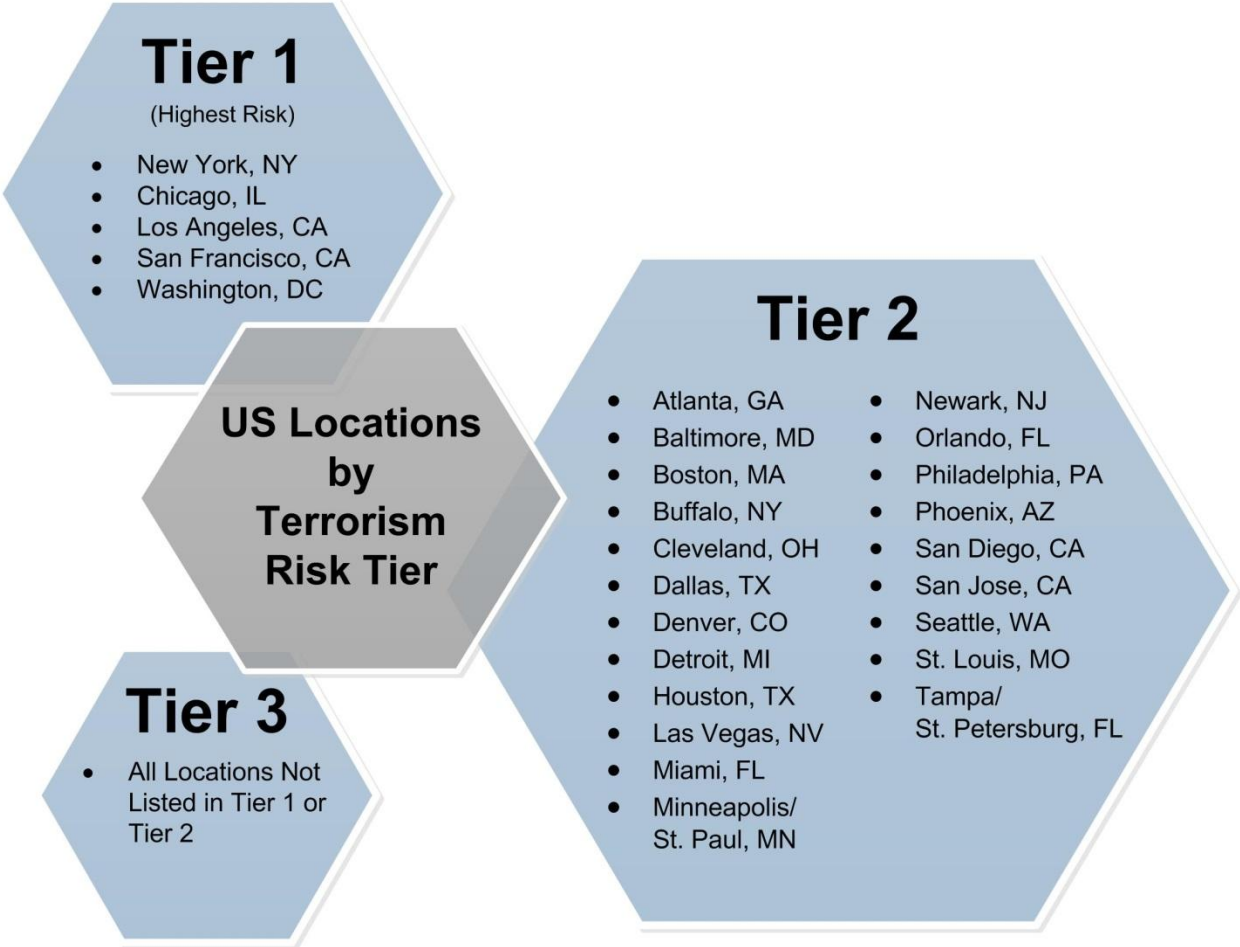 Tier 1
(Highest Risk)
• New York, NY
• Chicago, IL
• Los Angeles, CA
• San Francisco, CA
• Washington, DC
US Locations
by
Terrorism
Risk Tier
Tier 2
• Atlanta, GA
• Baltimore, MD
• Boston, MA
• Buffalo, NY
• Cleveland, OH
• Dallas, TX
• Denver, CO
• Detroit, MI
• Houston, TX
• Las Vegas, NV
• Miami, FL
• Minneapolis/
St. Paul, MN
• Newark, NJ
• Orlando, FL
• Philadelphia, PA
• Phoenix, AZ
• San Diego, CA
• San Jose, CA
• Seattle, WA
• St. Louis, MO
• Tampa/
St. Petersburg, FL
Tier 3
• All Locations Not
Listed in Tier 1 or
Tier 2